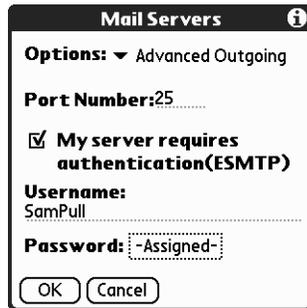 Mail Servers
Options: Advanced Outgoing
Port Number:25
My server requires
authentication(ESMTP)
Username:
SamPull
Password: -Assigned-
OK Cancel